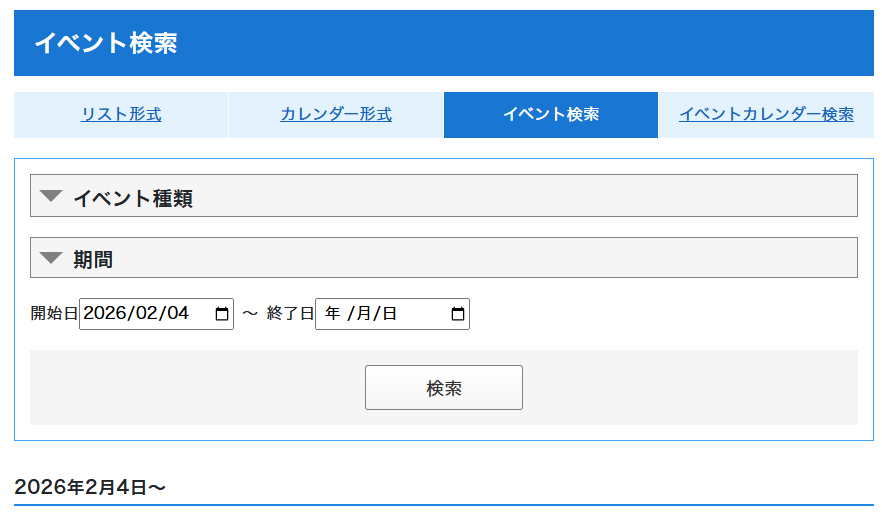 イベント検索
リスト形式 カレンダー形式 イベント検索 イベントカレンダー検索
イベント種類
期間
開始日 2026/02/04 ～ 終了日 年 /月/日
検索
2026年2月4日～